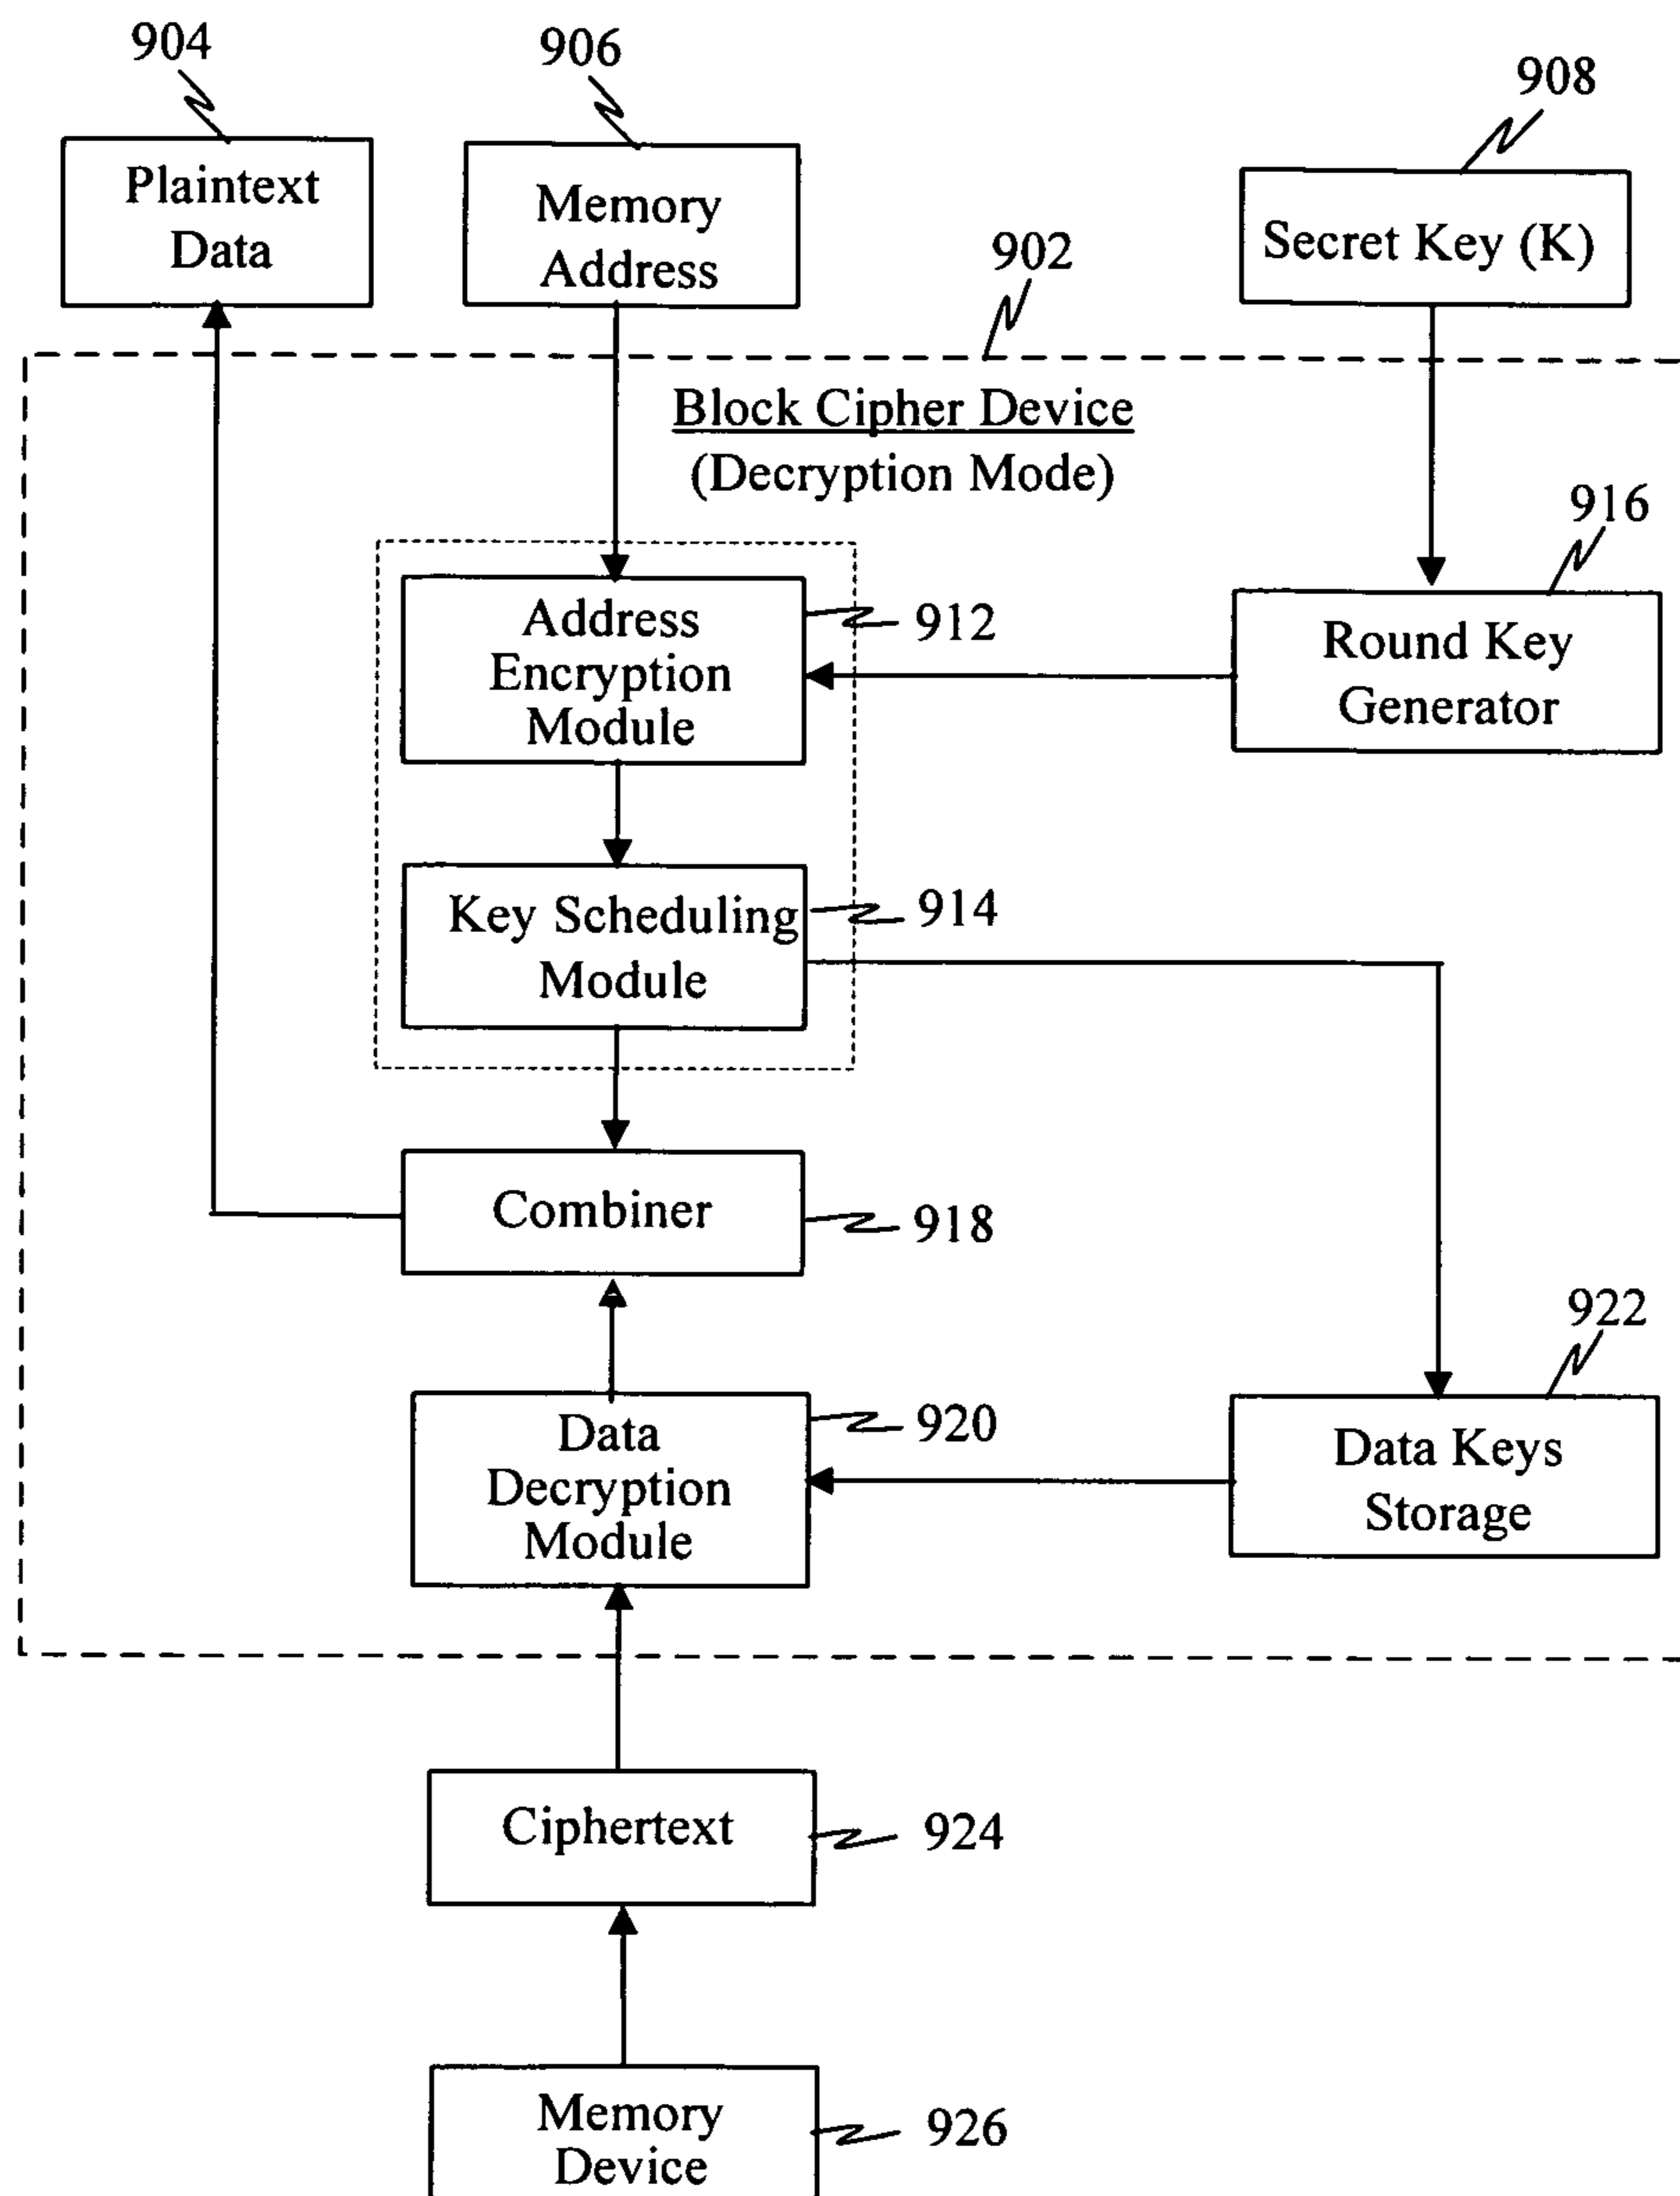 904
906
908
Plaintext
Data
Memory
Address
Secret Key (K)
902
Block Cipher Device
(Decryption Mode)
916
Address
Encryption
Module
912
Round Key
Generator
Key Scheduling
Module
914
Combiner
918
922
Data
Decryption
Module
920
Data Keys
Storage
Ciphertext
924
Memory
Device
926